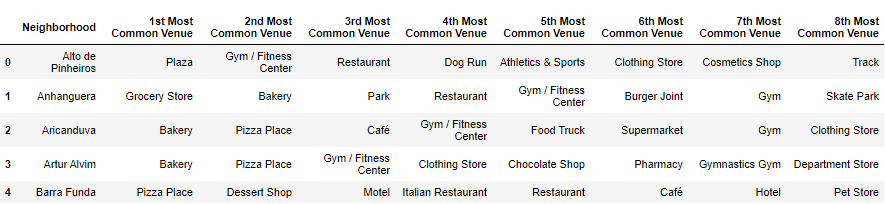 Neighborhood 1st Most Common Venue 2nd Most Common Venue 3rd Most Common Venue 4th Most Common Venue 5th Most Common Venue 6th Most Common Venue 7th Most Common Venue 8th Most Common Venue
0 Alto de Pinheiros Plaza Gym / Fitness Center Restaurant Dog Run Athletics & Sports Clothing Store Cosmetics Shop Track
1 Anhanguera Grocery Store Bakery Park Restaurant Gym / Fitness Center Burger Joint Gym Skate Park
2 Aricanduva Bakery Pizza Place Café Gym / Fitness Center Food Truck Supermarket Gym Clothing Store
3 Artur Alvim Bakery Pizza Place Gym / Fitness Center Clothing Store Chocolate Shop Pharmacy Gymnastics Gym Department Store
4 Barra Funda Pizza Place Dessert Shop Motel Italian Restaurant Restaurant Café Hotel Pet Store